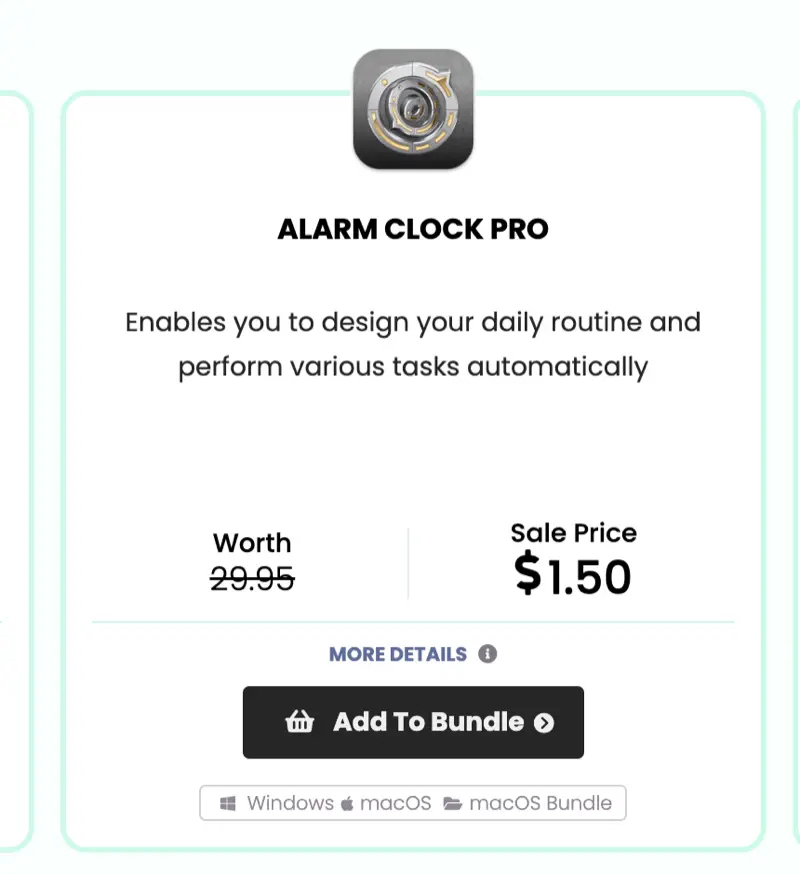 ALARM CLOCK PRO
Enables you to design your daily routine and
perform various tasks automatically
Worth
29.95
Sale Price
$1.50
MORE DETAILS
Add To Bundle
Windows macOS macOS Bundle